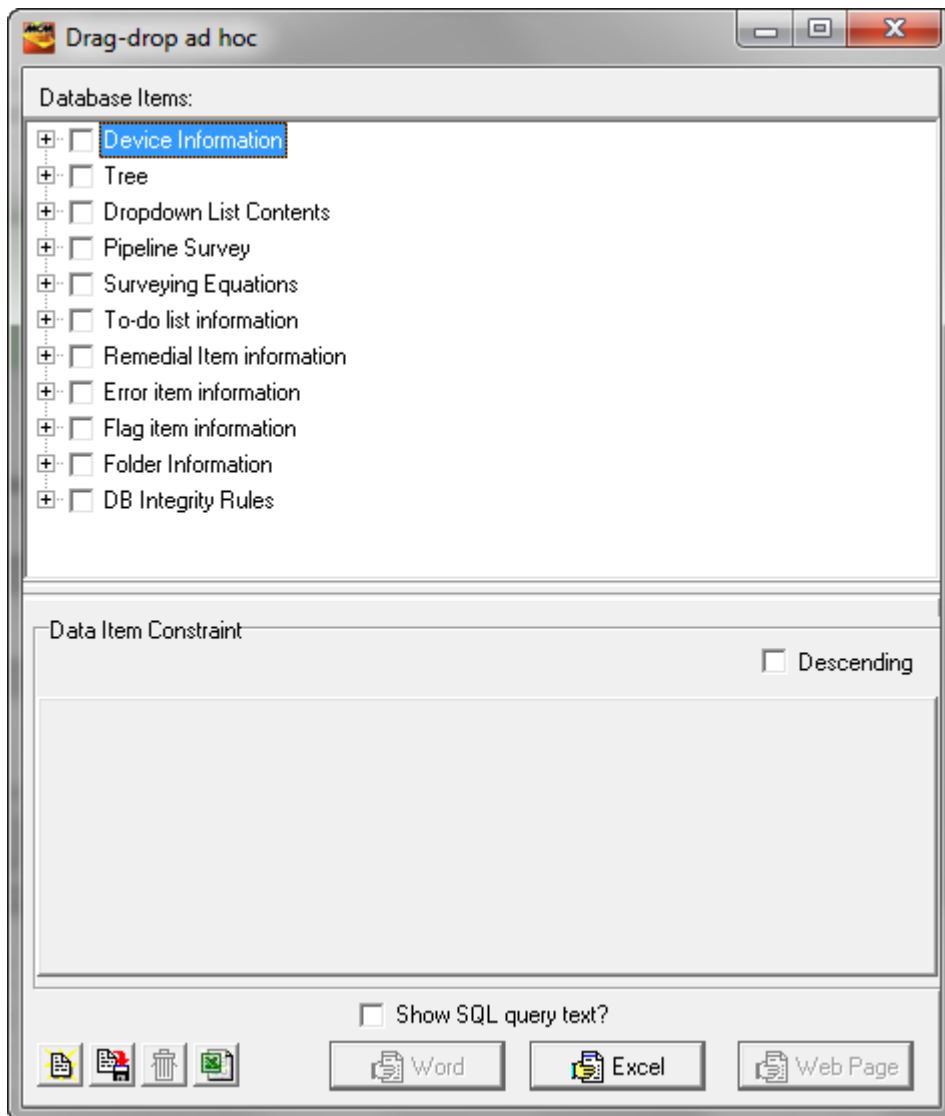 MCM
Drag-drop ad hoc
Database Items:
Device Information
Tree
Dropdown List Contents
Pipeline Survey
Surveying Equations
To-do list information
Remedial Item information
Error item information
Flag item information
Folder Information
DB Integrity Rules
Data Item Constraint
Descending
Show SQL query text?
Word Excel Web Page